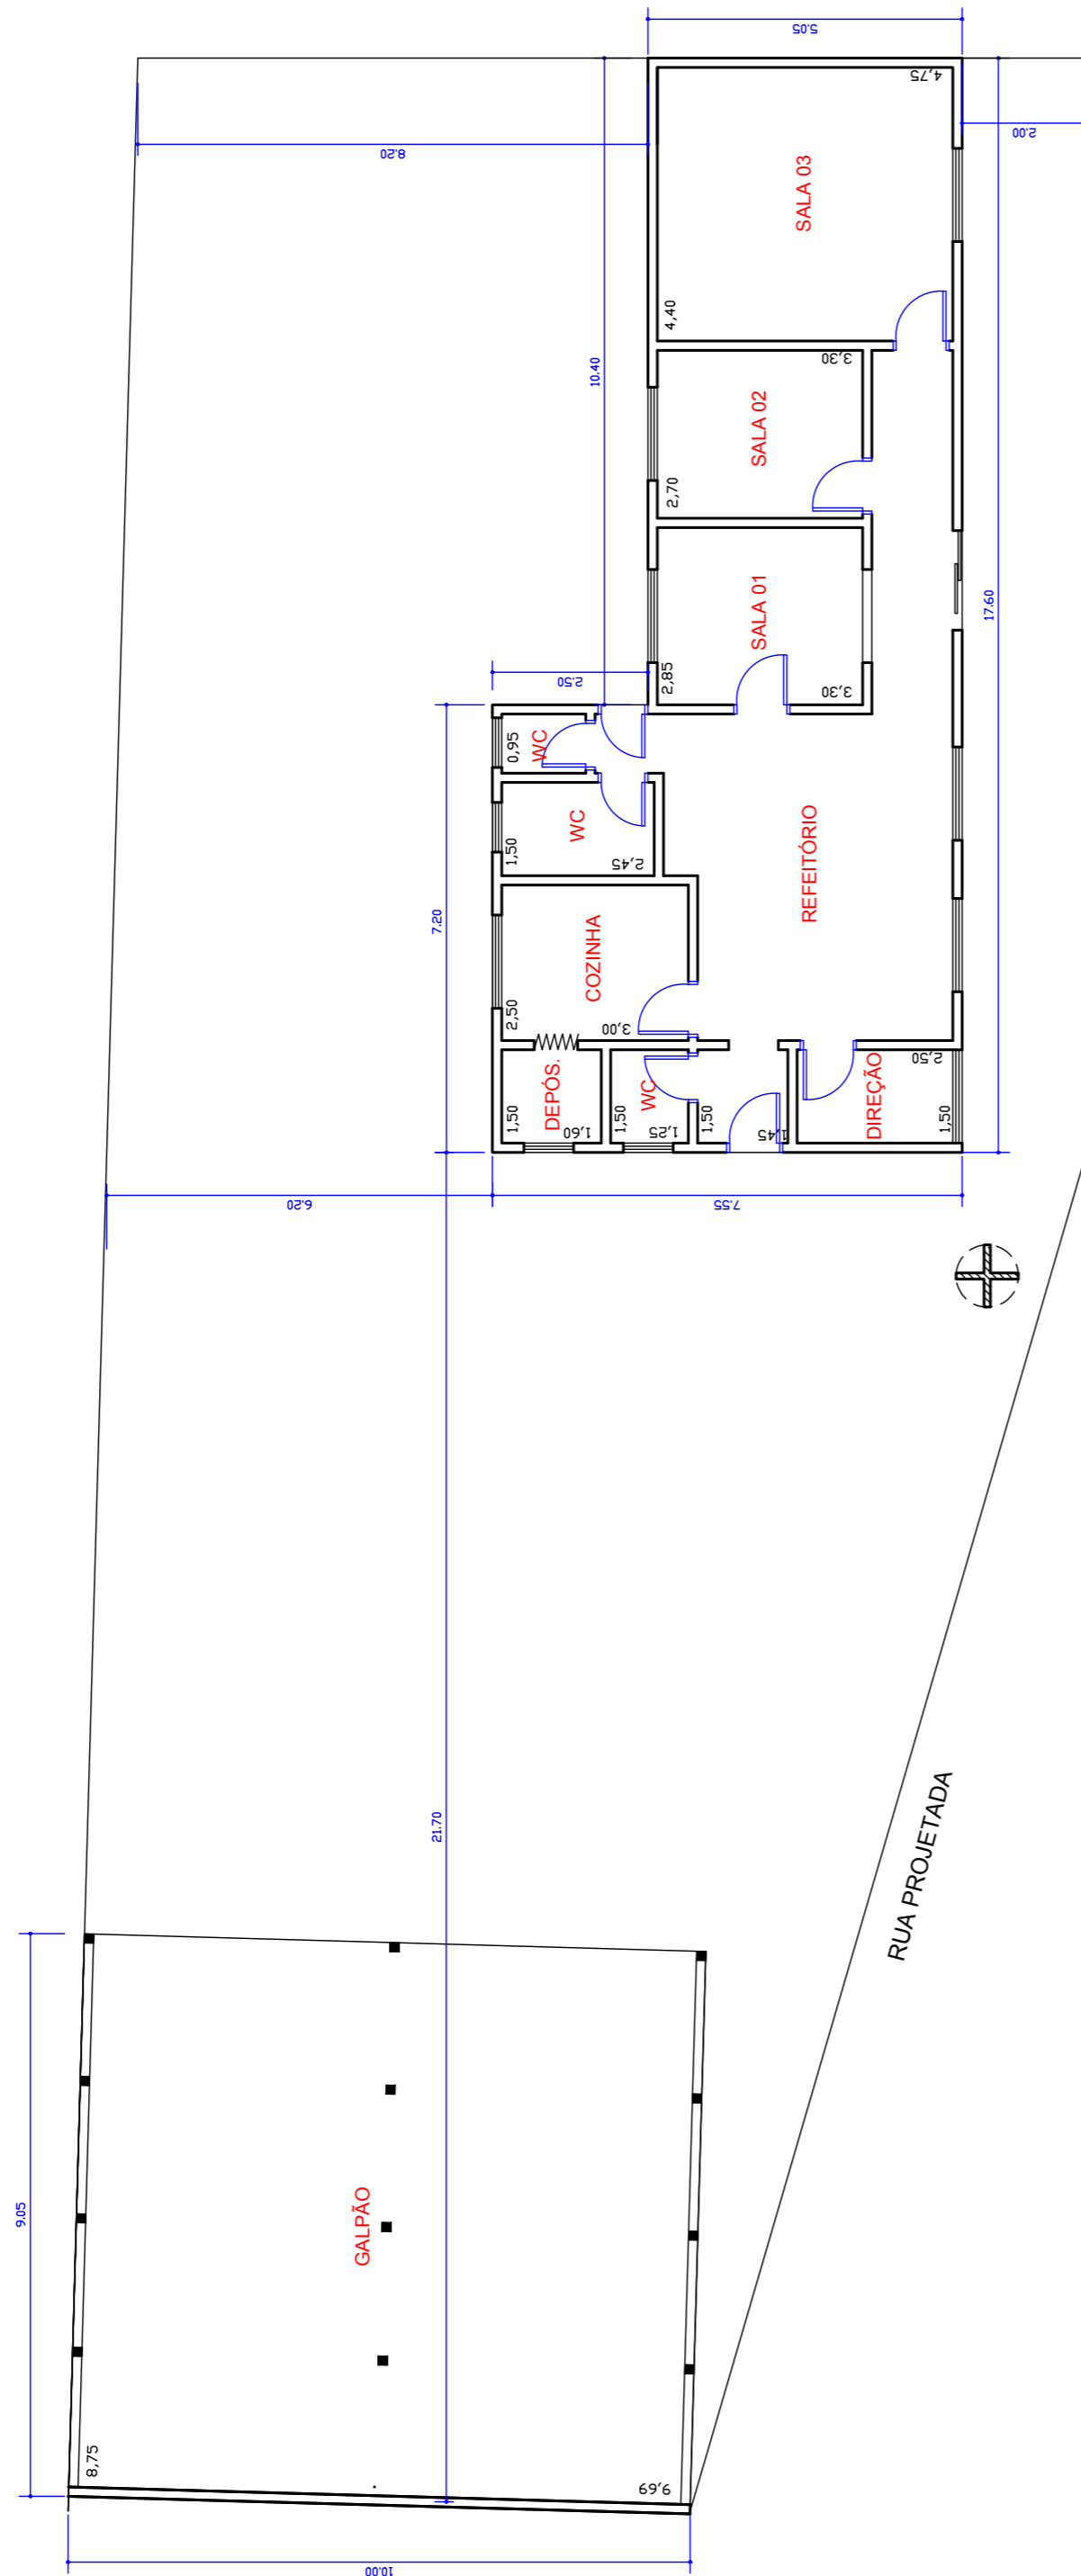 5.05
4,75
2.00
8.20
SALA 03
4,40
10.40
3,30
SALA 02
2,70
17.60
SALA 01
2,85
3,30
2.50
0,95
WC
1,50
WC
2,45
REFEITÓRIO
7.20
COZINHA
2,50
3,00
DEPÓS.
1,50
1,60
WC
1,50
1,25
1,50
1,45
DIREÇÃO
2,50
1,50
6.20
7.55
21.70
RUA PROJETADA
9.05
GALPÃO
8,75
9,69
10.00